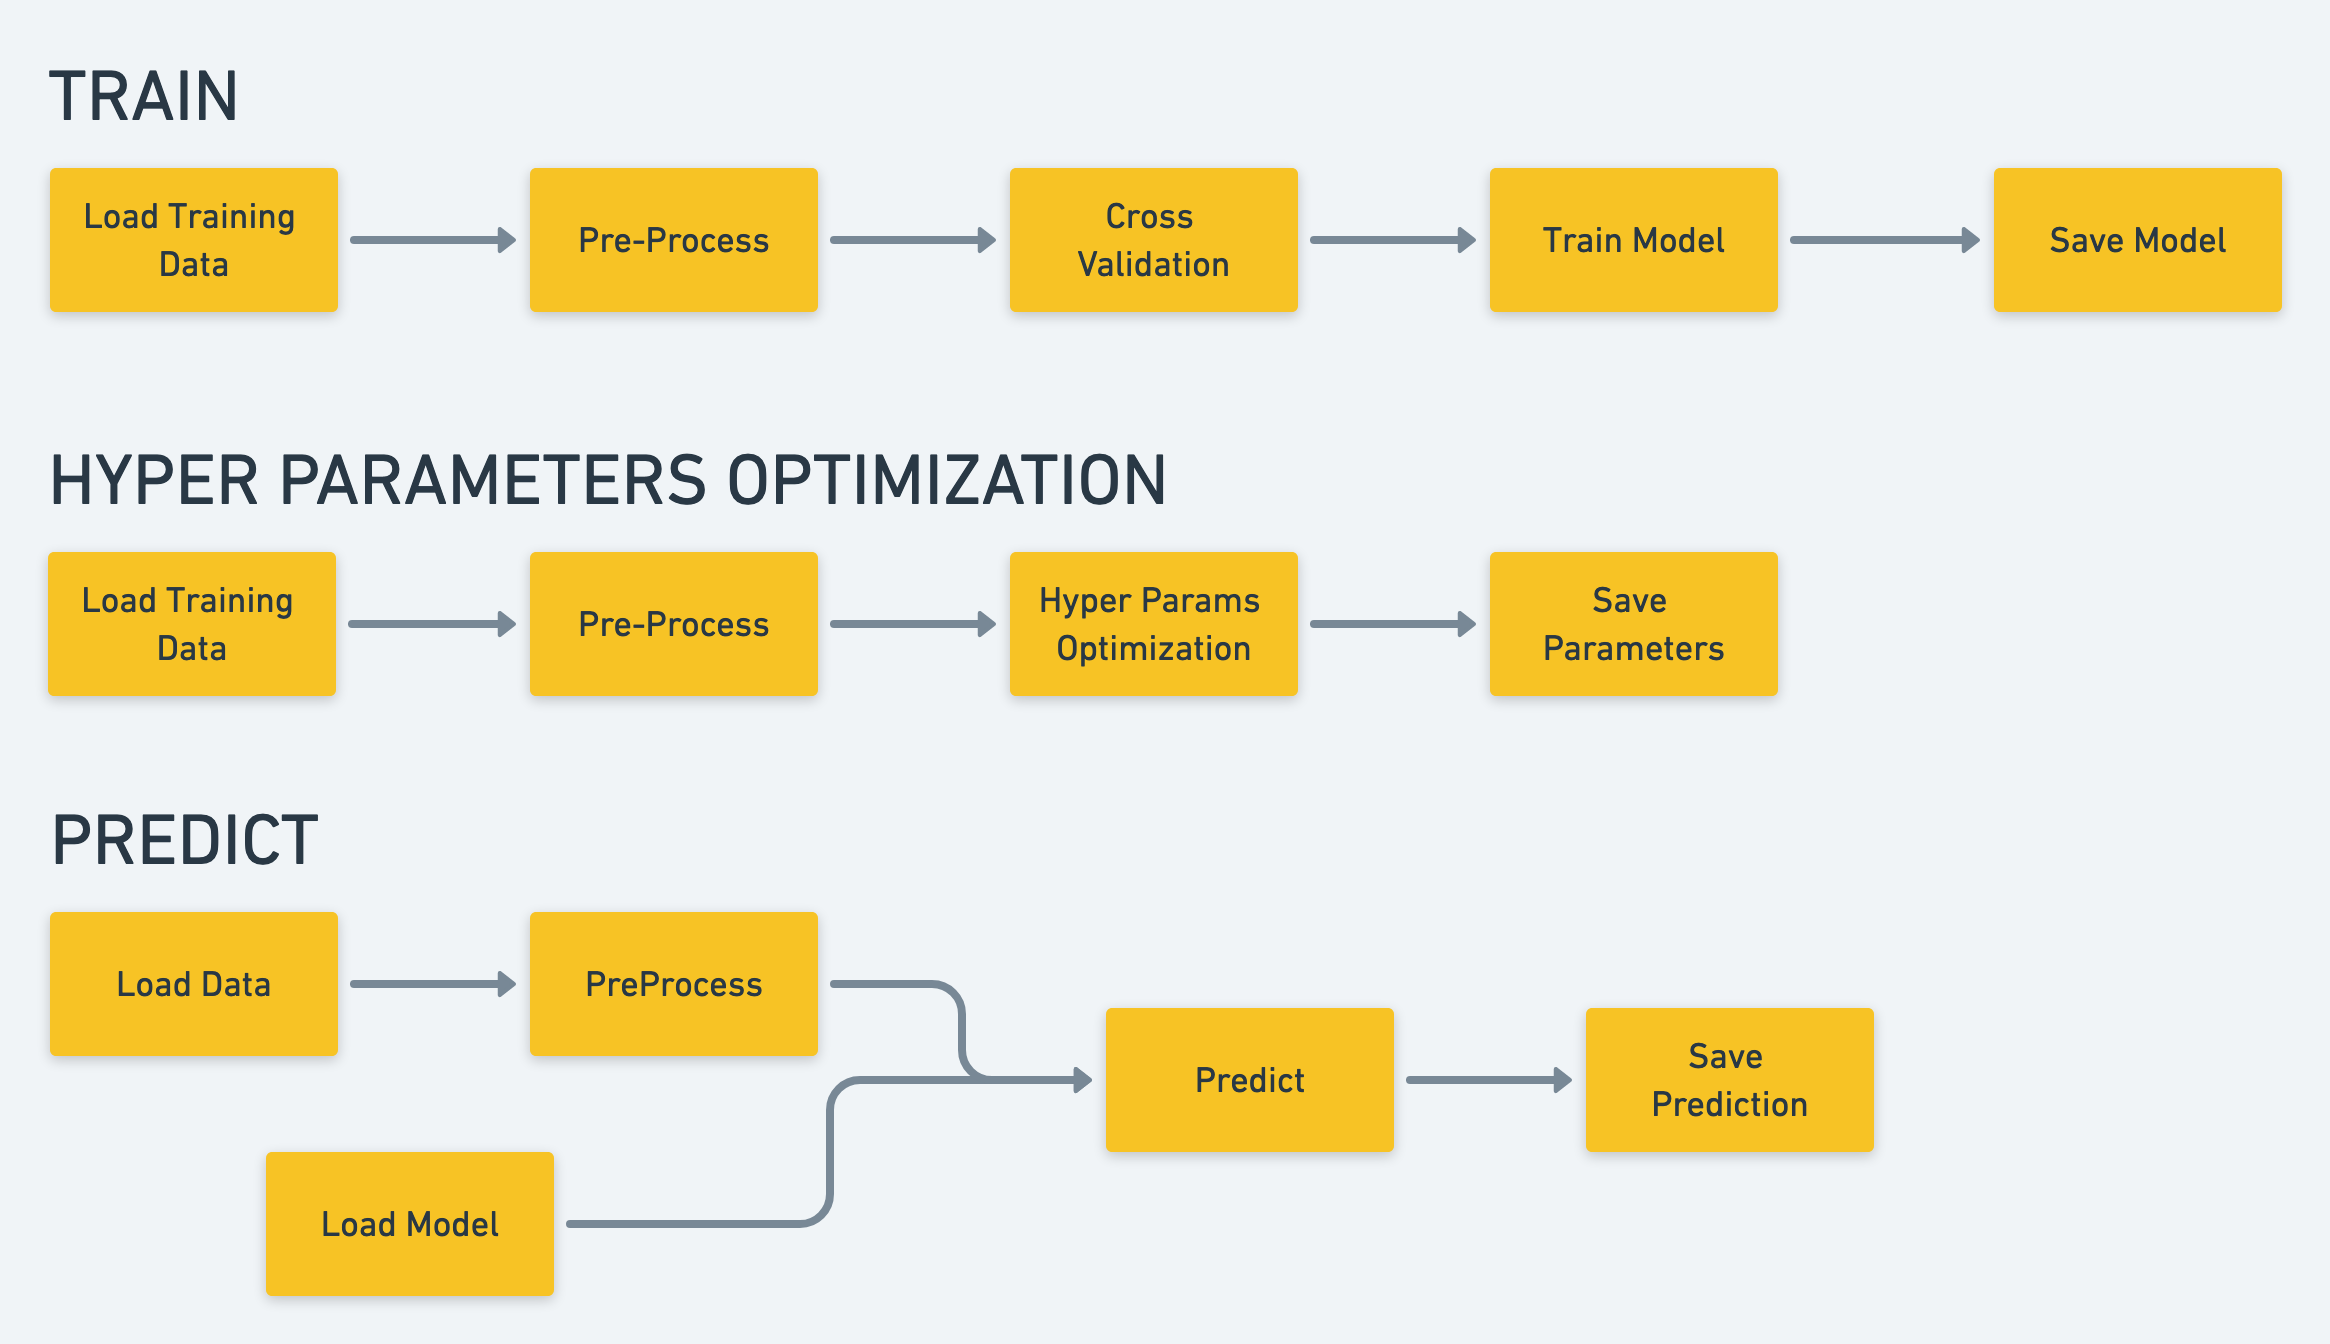 TRAIN
Load Training
Data
Pre-Process
Cross
Validation
Train Model
Save Model
HYPER PARAMETERS OPTIMIZATION
Load Training
Data
Pre-Process
Hyper Params
Optimization
Save
Parameters
PREDICT
Load Data
PreProcess
Predict
Save
Prediction
Load Model